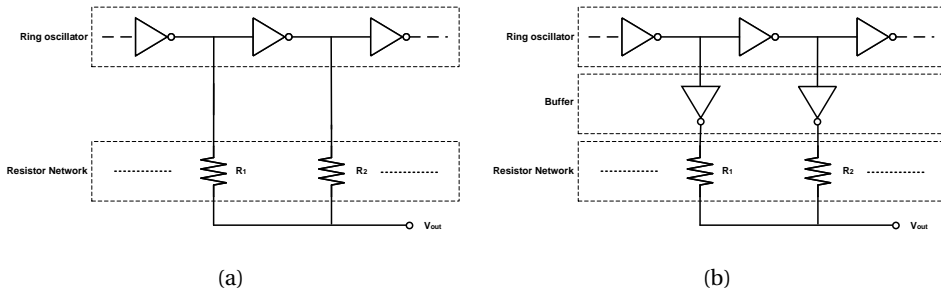 Ring oscillator
Resistor Network
R1
R2
Vout
(a)
Ring oscillator
Buffer
Resistor Network
R1
R2
Vout
(b)